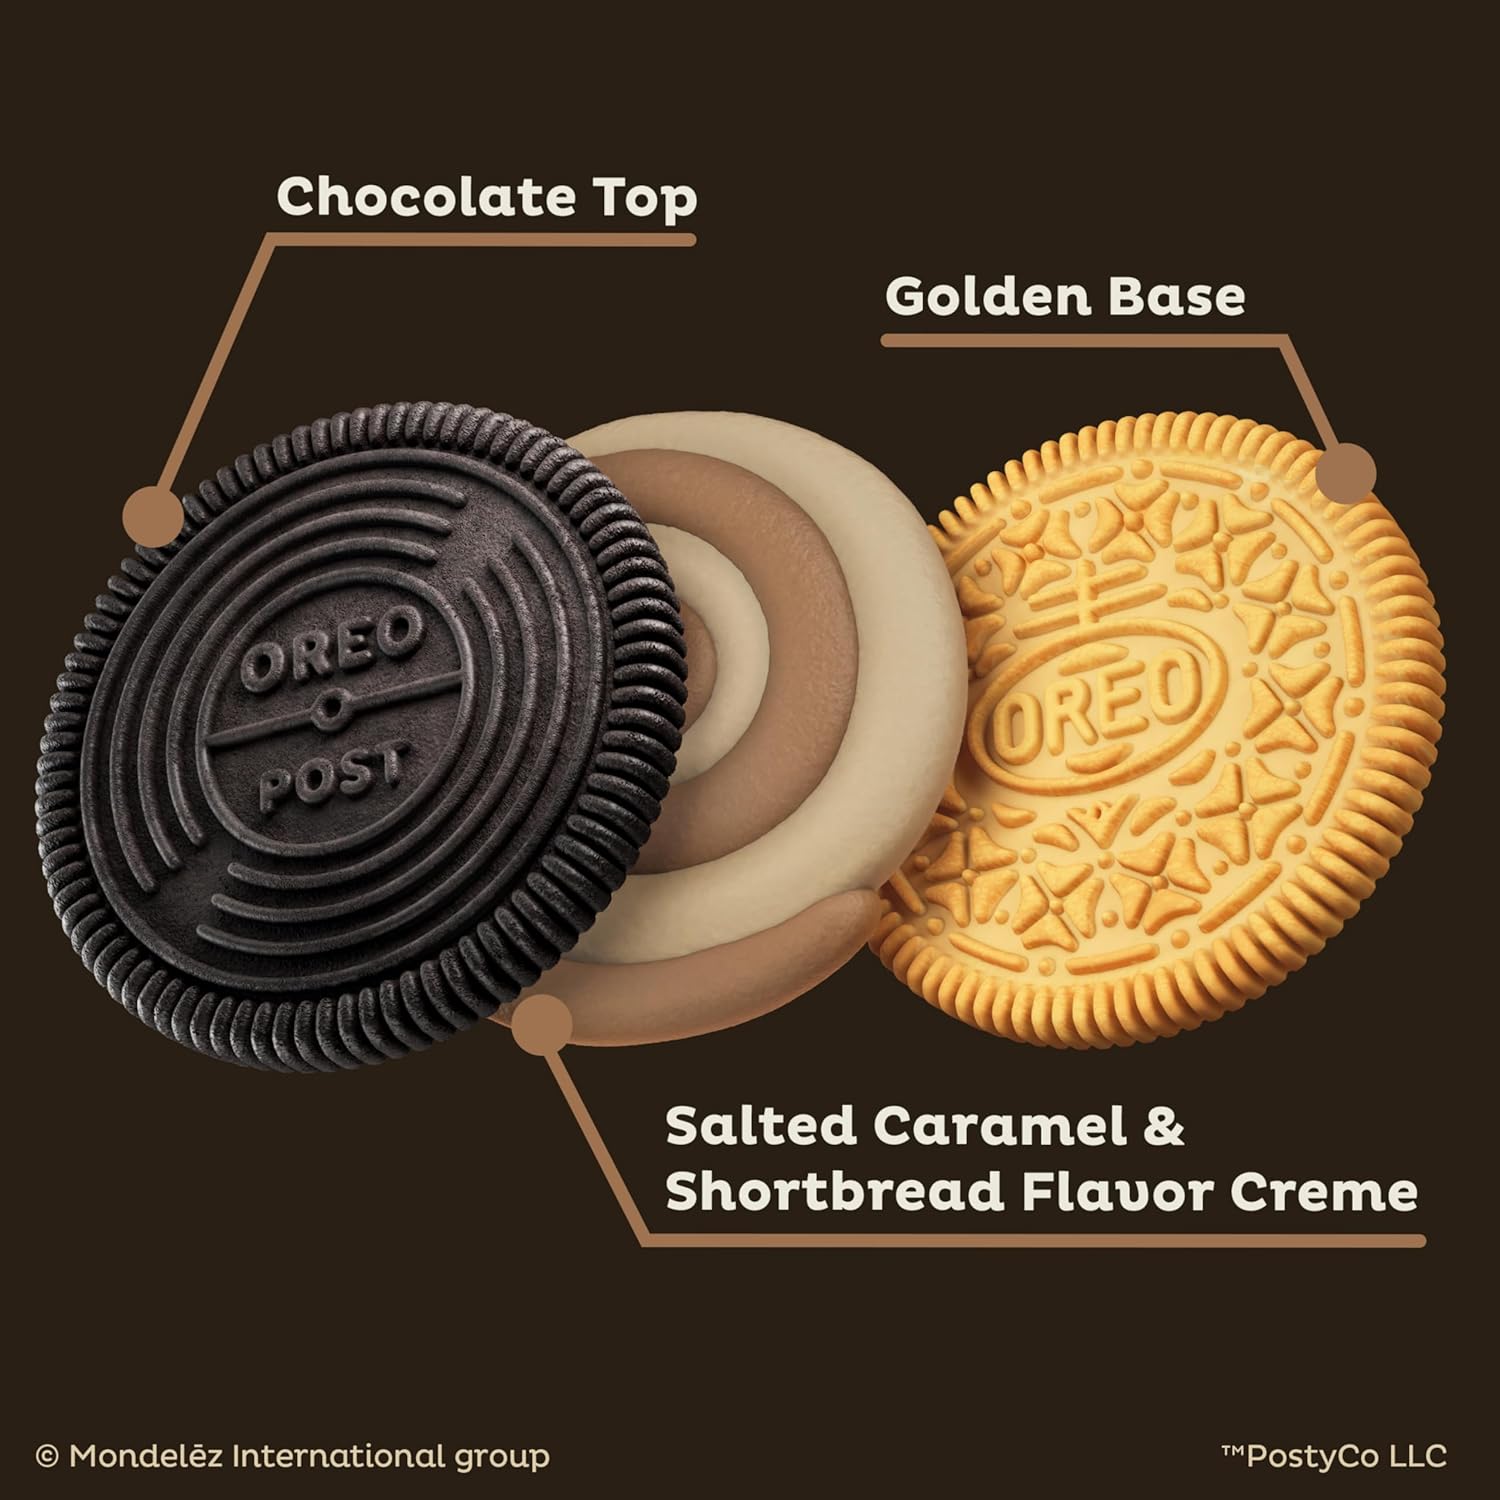 Chocolate Top
Golden Base
OREO
POST
OREO
Salted Caramel &
Shortbread Flavor Creme
© Mondelēz International group
™PostyCo LLC